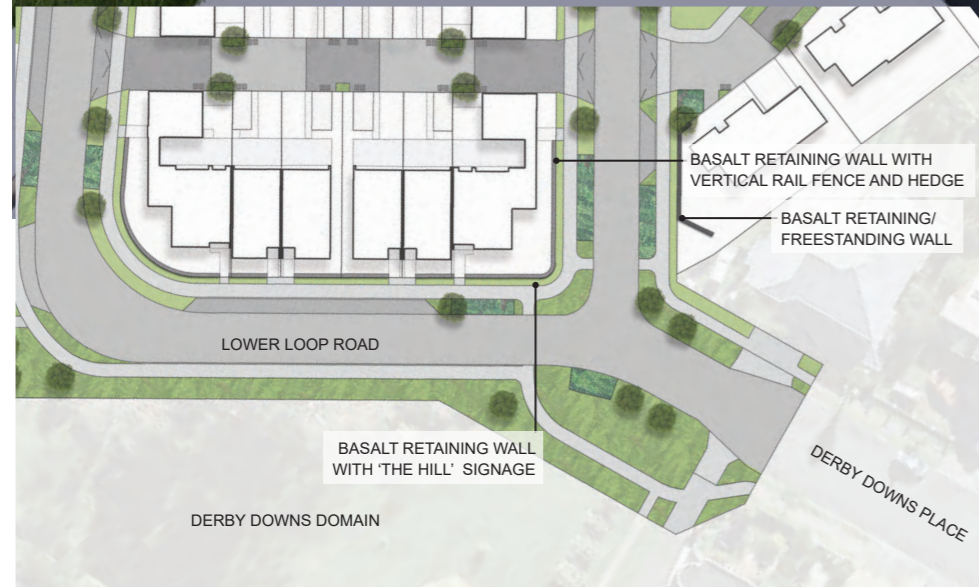 BASALT RETAINING WALL WITH
VERTICAL RAIL FENCE AND HEDGE
BASALT RETAINING/
FREESTANDING WALL
LOWER LOOP ROAD
BASALT RETAINING WALL
WITH ‘THE HILL’ SIGNAGE
DERBY DOWNS PLACE
DERBY DOWNS DOMAIN